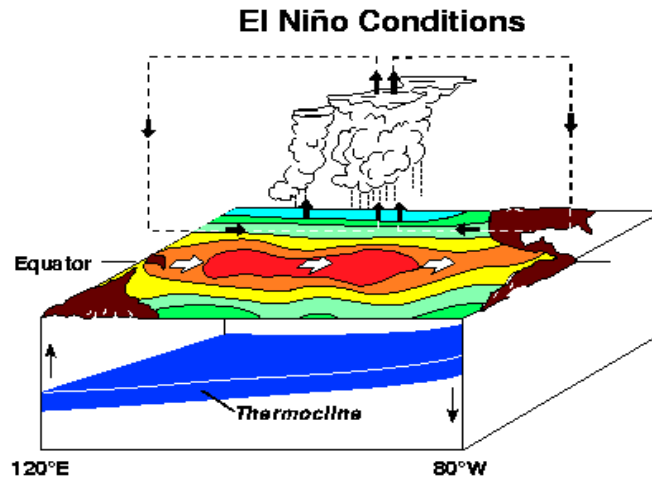 El Niño Conditions
Equator
Thermocline
120°E
80°W